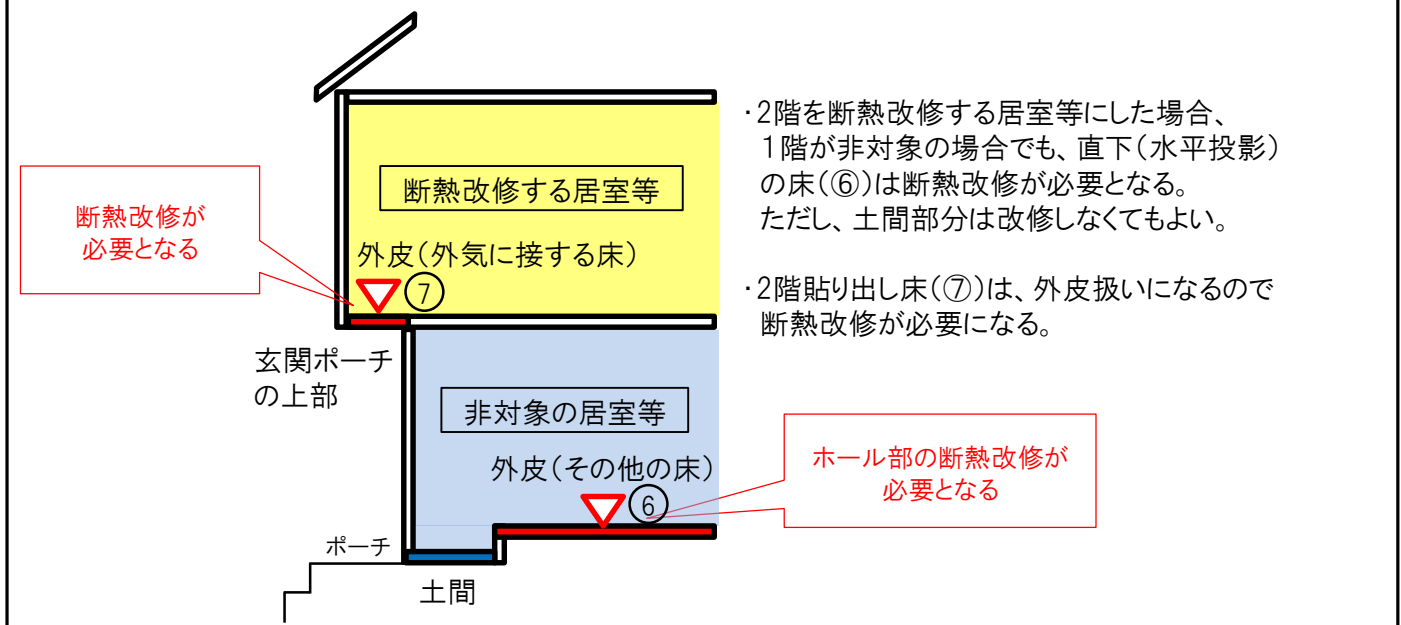 断熱改修が
必要となる
断熱改修する居室等
外皮(外気に接する床)
⑦
玄関ポーチ
の上部
非対象の居室等
外皮(その他の床)
⑥
ポーチ
土間
・2階を断熱改修する居室等にした場合、
1階が非対象の場合でも、直下(水平投影)
の床(⑥)は断熱改修が必要となる。
ただし、土間部分は改修しなくてもよい。
・2階貼り出し床(⑦)は、外皮扱いになるので
断熱改修が必要になる。
ホール部の断熱改修が
必要となる